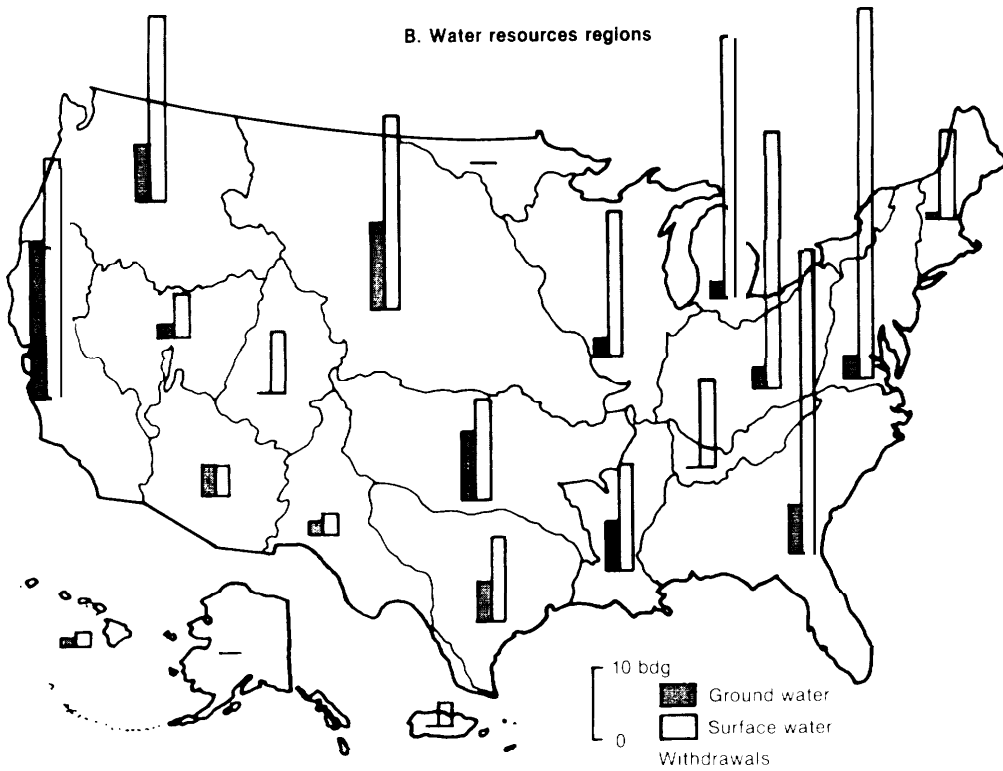 B. Water resources regions
10 bdg
Ground water
Surface water
0
Withdrawals